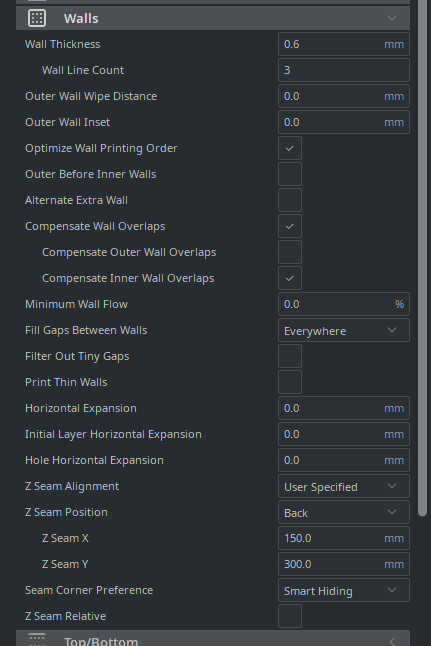 Walls
Wall Thickness 0.6 mm
Wall Line Count 3
Outer Wall Wipe Distance 0.0 mm
Outer Wall Inset 0.0 mm
Optimize Wall Printing Order
Outer Before Inner Walls
Alternate Extra Wall
Compensate Wall Overlaps
Compensate Outer Wall Overlaps
Compensate Inner Wall Overlaps
Minimum Wall Flow 0.0 %
Fill Gaps Between Walls Everywhere
Filter Out Tiny Gaps
Print Thin Walls
Horizontal Expansion 0.0 mm
Initial Layer Horizontal Expansion 0.0 mm
Hole Horizontal Expansion 0.0 mm
Z Seam Alignment User Specified
Z Seam Position Back
Z Seam X 150.0 mm
Z Seam Y 300.0 mm
Seam Corner Preference Smart Hiding
Z Seam Relative
Top/Bottom